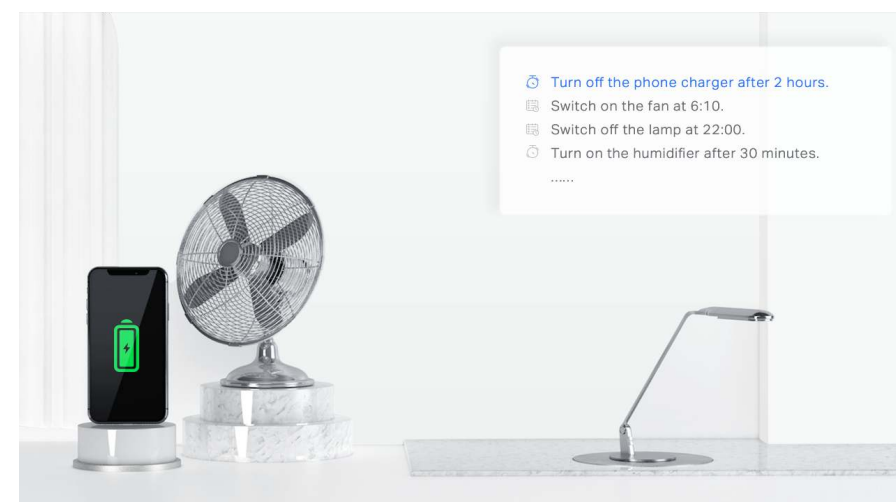 Turn off the phone charger after 2 hours.
Switch on the fan at 6:10.
Switch off the lamp at 22:00.
Turn on the humidifier after 30 minutes.
......